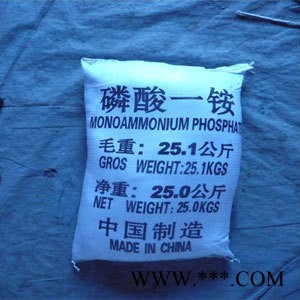 磷酸一铵
MONOAMMONIUM PHOSPHAT
毛重：25.1公斤
GROS WEIGHT:25.1KGS
净重：25.0公斤
NET WEIGHT:25.0KGS
中国制造
MADE IN CHINA
WWW.***.COM